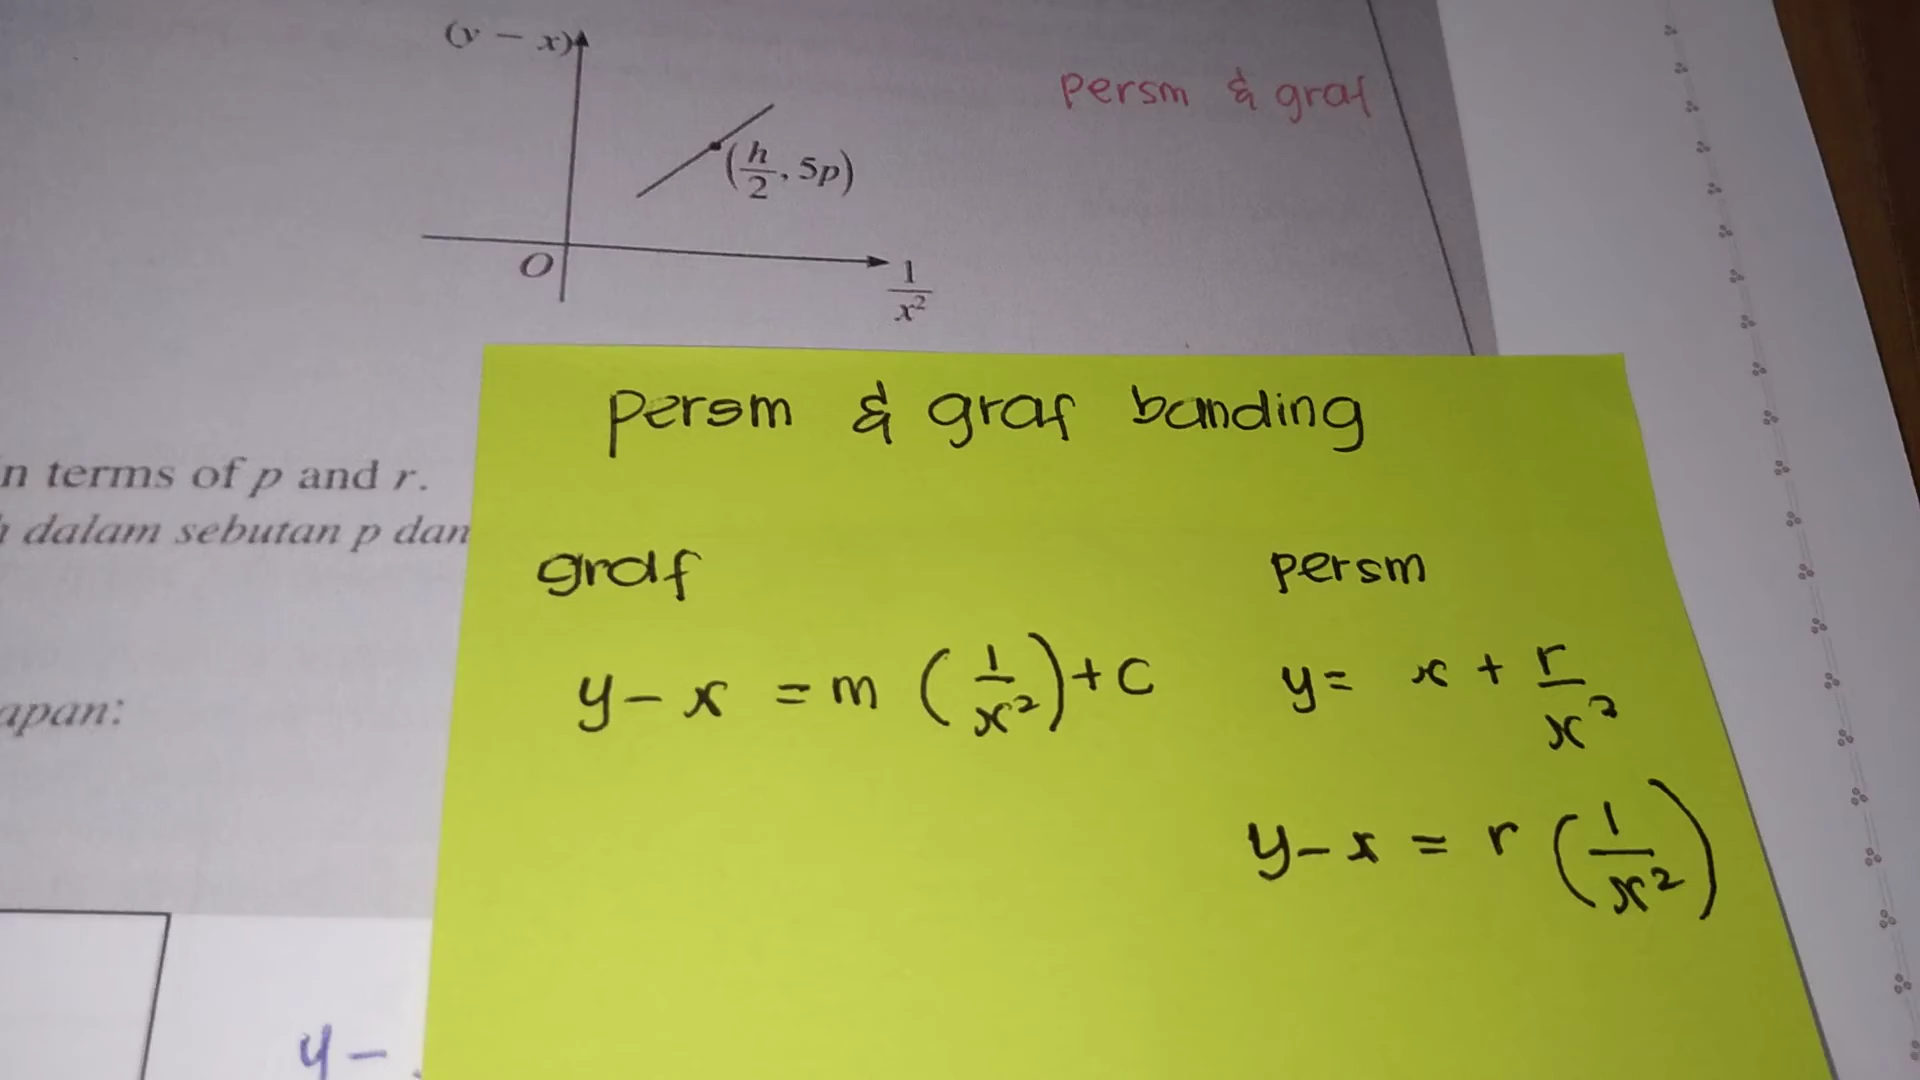 (y − x)
persm & graf
(h/2, 5p)
O
1/x²
persm & graf banding
n terms of p and r.
dalam sebutan p dan
graf
persm
y − x = m (1/x²) + c
y = x + r/x²
apan:
y − x = r (1/x²)
y −